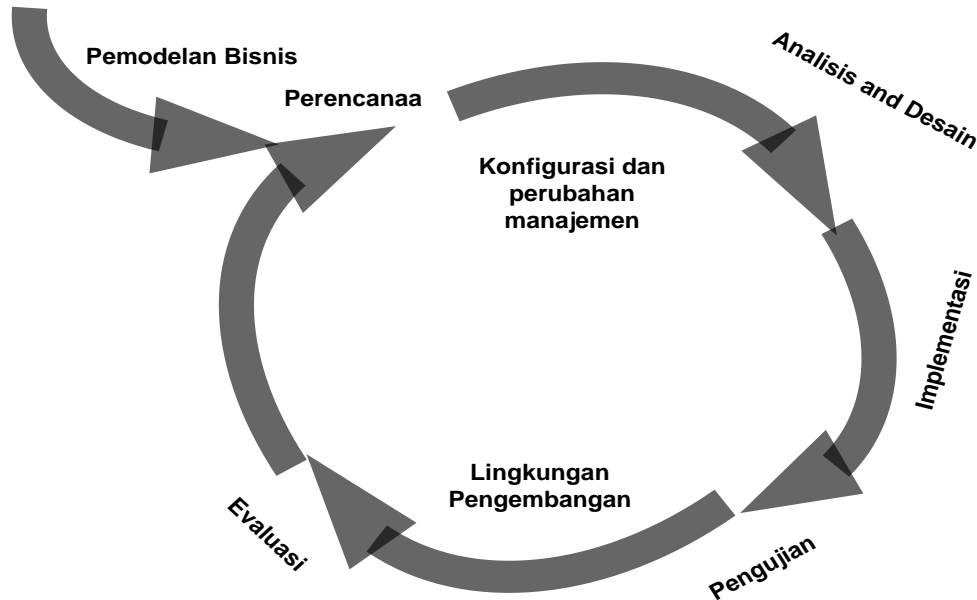 Pemodelan Bisnis
Perencanaa
Analisis and Desain
Konfigurasi dan
perubahan
manajemen
Implementasi
Lingkungan
Pengembangan
Evaluasi
Pengujian